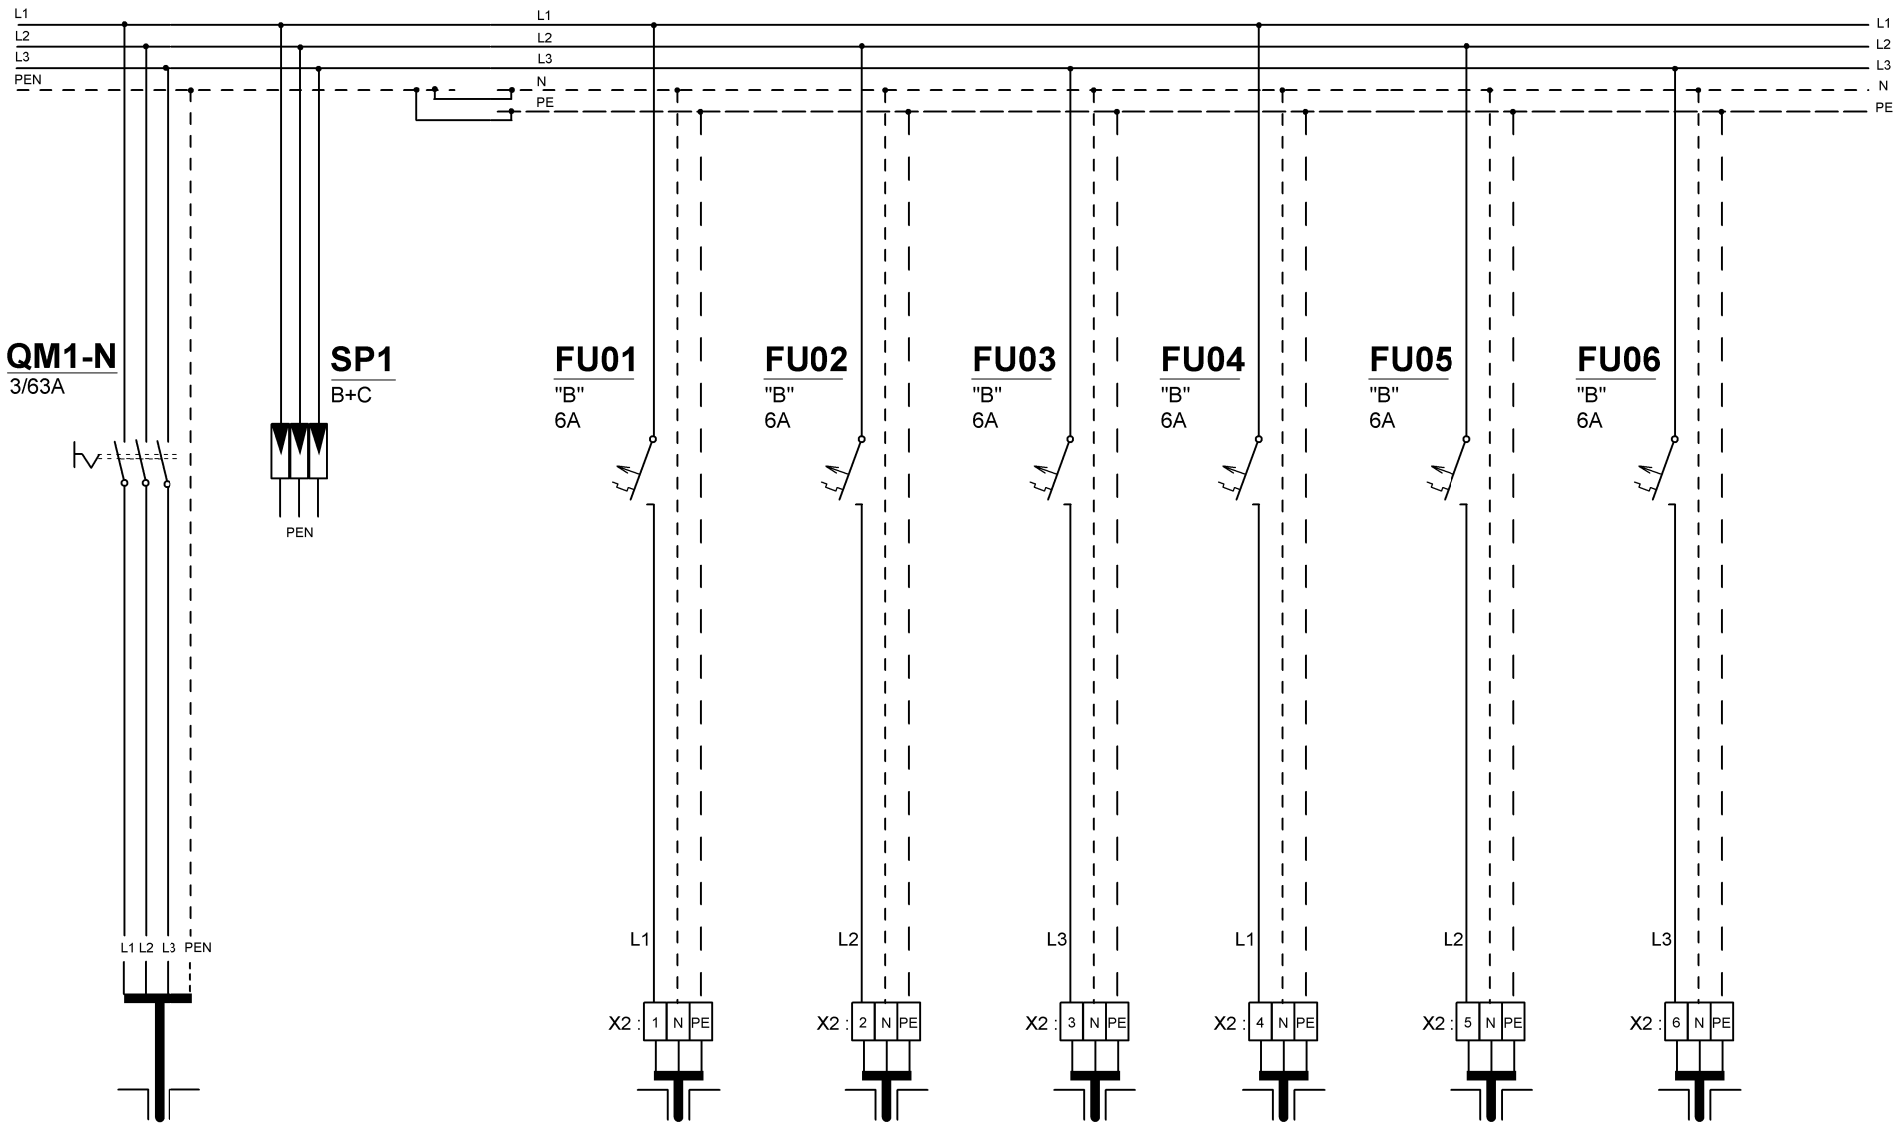 L1 L1 L1
L2 L2 L2
L3 L3 L3
PEN N N
PE PE
QM1-N
3/63A
SP1
B+C
PEN
FU01 FU02 FU03 FU04 FU05 FU06
"B" "B" "B" "B" "B" "B"
6A 6A 6A 6A 6A 6A
L1 L2 L3 PEN
L1 L2 L3 L1 L2 L3
X2 : 1 N PE X2 : 2 N PE X2 : 3 N PE X2 : 4 N PE X2 : 5 N PE X2 : 6 N PE